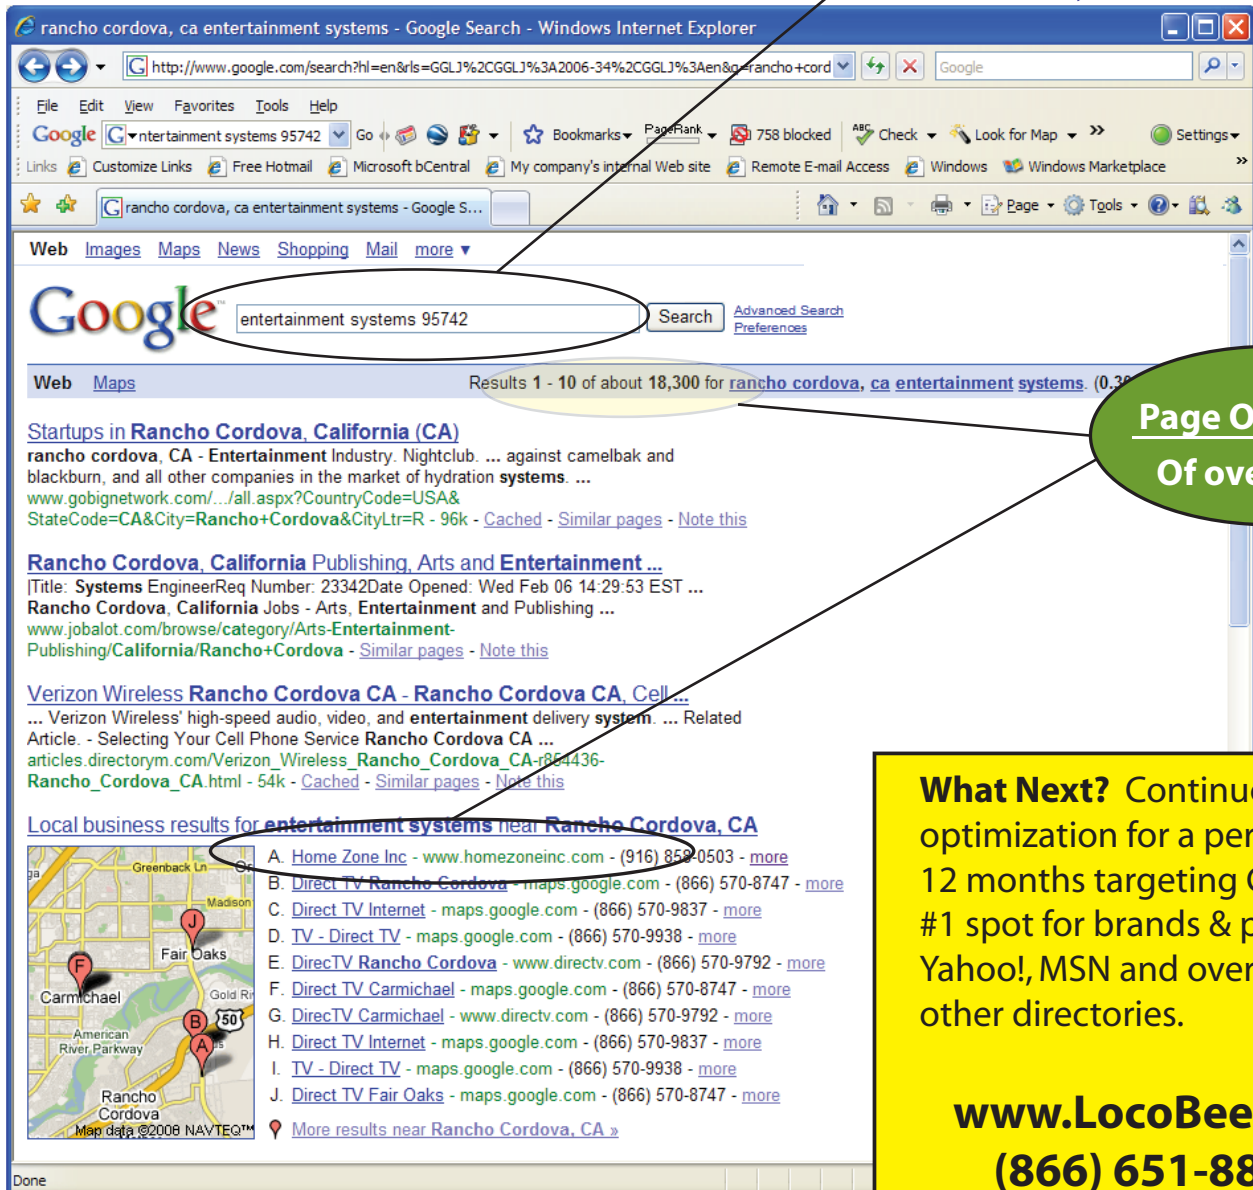 rancho cordova, ca entertainment systems - Google Search - Windows Internet Explorer
http://www.google.com/search?hl=en&rls=GGLJ%2CGGLJ%3A2006-34%2CGGLJ%3Aen&q=rancho+cord
Google
File Edit View Favorites Tools Help
Google ntertainment systems 95742 Go Bookmarks PageRank 758 blocked Check Look for Map » Settings
Links Customize Links Free Hotmail Microsoft bCentral My company's internal Web site Remote E-mail Access Windows Windows Marketplace »
rancho cordova, ca entertainment systems - Google S... Page Tools
Web Images Maps News Shopping Mail more ▼
Google™ entertainment systems 95742 Search Advanced Search
Preferences
Web Maps Results 1 - 10 of about 18,300 for rancho cordova, ca entertainment systems. (0.30
Page O
Of ove
Startups in Rancho Cordova, California (CA)
rancho cordova, CA - Entertainment Industry. Nightclub. ... against camelbak and
blackburn, and all other companies in the market of hydration systems. ...
www.gobignetwork.com/.../all.aspx?CountryCode=USA&
StateCode=CA&City=Rancho+Cordova&CityLtr=R - 96k - Cached - Similar pages - Note this
Rancho Cordova, California Publishing, Arts and Entertainment ...
|Title: Systems EngineerReq Number: 23342Date Opened: Wed Feb 06 14:29:53 EST ...
Rancho Cordova, California Jobs - Arts, Entertainment and Publishing ...
www.jobalot.com/browse/category/Arts-Entertainment-
Publishing/California/Rancho+Cordova - Similar pages - Note this
Verizon Wireless Rancho Cordova CA - Rancho Cordova CA, Cell ...
... Verizon Wireless' high-speed audio, video, and entertainment delivery system. ... Related
Article. - Selecting Your Cell Phone Service Rancho Cordova CA ...
articles.directorym.com/Verizon_Wireless_Rancho_Cordova_CA-r854436-
Rancho_Cordova_CA.html - 54k - Cached - Similar pages - Note this
Local business results for entertainment systems near Rancho Cordova, CA
A. Home Zone Inc - www.homezoneinc.com - (916) 858-0503 - more
B. Direct TV Rancho Cordova - maps.google.com - (866) 570-8747 - more
C. Direct TV Internet - maps.google.com - (866) 570-9837 - more
D. TV - Direct TV - maps.google.com - (866) 570-9938 - more
E. DirecTV Rancho Cordova - www.directv.com - (866) 570-9792 - more
F. Direct TV Carmichael - maps.google.com - (866) 570-8747 - more
G. DirecTV Carmichael - www.directv.com - (866) 570-9792 - more
H. Direct TV Internet - maps.google.com - (866) 570-9837 - more
I. TV - Direct TV - maps.google.com - (866) 570-9938 - more
J. Direct TV Fair Oaks - maps.google.com - (866) 570-8747 - more
More results near Rancho Cordova, CA »
Greenback Ln
Madison
J
Fair Oaks
F
Carmichael
Gold Ri
B 50
American
River Parkway
A
Rancho
Cordova
Map data ©2008 NAVTEQ™
What Next? Continue
optimization for a per
12 months targeting G
#1 spot for brands & p
Yahoo!, MSN and over
other directories.
www.LocoBee
(866) 651-88
Done